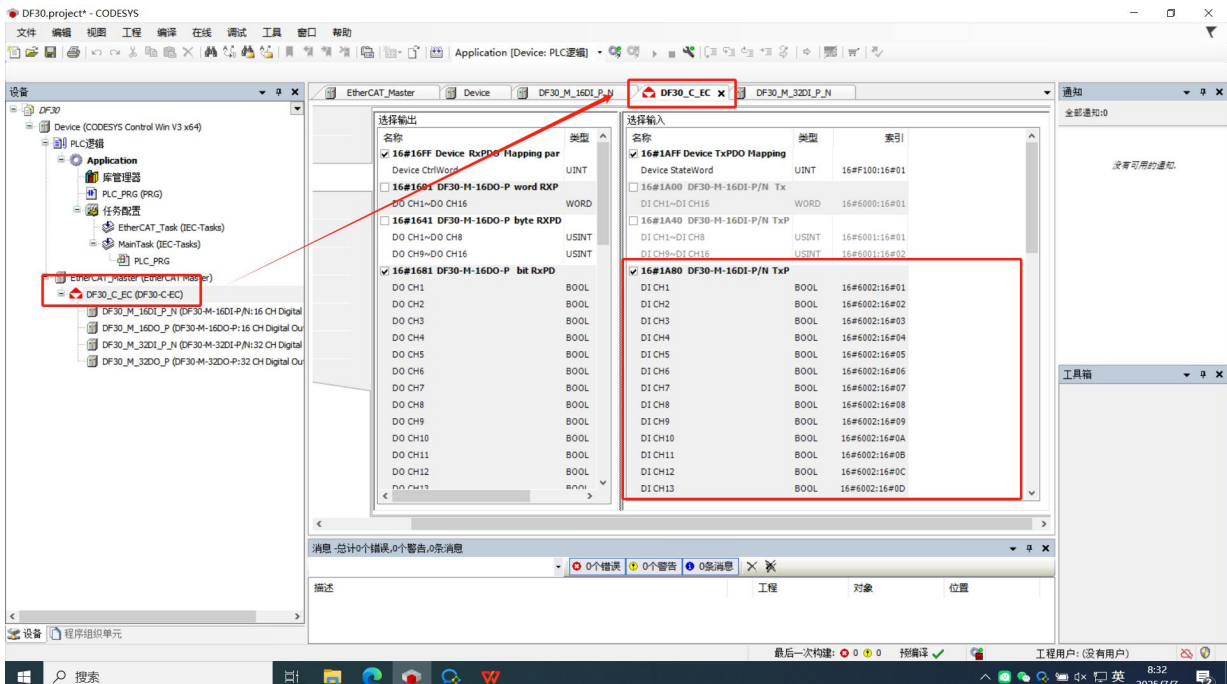 DF30.project* - CODESYS
文件 编辑 视图 工程 编译 在线 调试 工具 窗口 帮助
Application [Device: PLC逻辑]
设备
DF30
Device (CODESYS Control Win V3 x64)
PLC逻辑
Application
库管理器
PLC_PRG (PRG)
任务配置
EtherCAT_Task (IEC-Tasks)
MainTask (IEC-Tasks)
PLC_PRG
EtherCAT_Master (EtherCAT Master)
DF30_C_EC (DF30-C-EC)
DF30_M_16DI_P_N (DF30-M-16DI-P/N:16 CH Digital
DF30_M_16DO_P (DF30-M-16DO-P:16 CH Digital Ou
DF30_M_32DI_P_N (DF30-M-32DI-P/N:32 CH Digital
DF30_M_32DO_P (DF30-M-32DO-P:32 CH Digital Ou
设备 程序组织单元
EtherCAT_Master Device DF30_M_16DI_P_N DF30_C_EC DF30_M_32DI_P_N
选择输出
名称 类型
16#16FF Device RxPDO Mapping par
Device CtrlWord UINT
16#1601 DF30-M-16DO-P word RXP
DO CH1~DO CH16 WORD
16#1641 DF30-M-16DO-P byte RXPD
DO CH1~DO CH8 USINT
DO CH9~DO CH16 USINT
16#1681 DF30-M-16DO-P bit RxPD
DO CH1 BOOL
DO CH2 BOOL
DO CH3 BOOL
DO CH4 BOOL
DO CH5 BOOL
DO CH6 BOOL
DO CH7 BOOL
DO CH8 BOOL
DO CH9 BOOL
DO CH10 BOOL
DO CH11 BOOL
DO CH12 BOOL
DO CH13 BOOL
选择输入
名称 类型 索引
16#1AFF Device TxPDO Mapping
Device StateWord UINT 16#F100:16#01
16#1A00 DF30-M-16DI-P/N Tx
DI CH1~DI CH16 WORD 16#6000:16#01
16#1A40 DF30-M-16DI-P/N TxP
DI CH1~DI CH8 USINT 16#6001:16#01
DI CH9~DI CH16 USINT 16#6001:16#02
16#1A80 DF30-M-16DI-P/N TxP
DI CH1 BOOL 16#6002:16#01
DI CH2 BOOL 16#6002:16#02
DI CH3 BOOL 16#6002:16#03
DI CH4 BOOL 16#6002:16#04
DI CH5 BOOL 16#6002:16#05
DI CH6 BOOL 16#6002:16#06
DI CH7 BOOL 16#6002:16#07
DI CH8 BOOL 16#6002:16#08
DI CH9 BOOL 16#6002:16#09
DI CH10 BOOL 16#6002:16#0A
DI CH11 BOOL 16#6002:16#0B
DI CH12 BOOL 16#6002:16#0C
DI CH13 BOOL 16#6002:16#0D
通知
全部通知:0
没有可用的通知.
工具箱
消息 -总计0个错误,0个警告,0条消息
0个错误 0个警告 0条消息
描述 工程 对象 位置
最后一次构建: 0 0 预编译 工程用户: (没有用户)
搜索
英
8:32